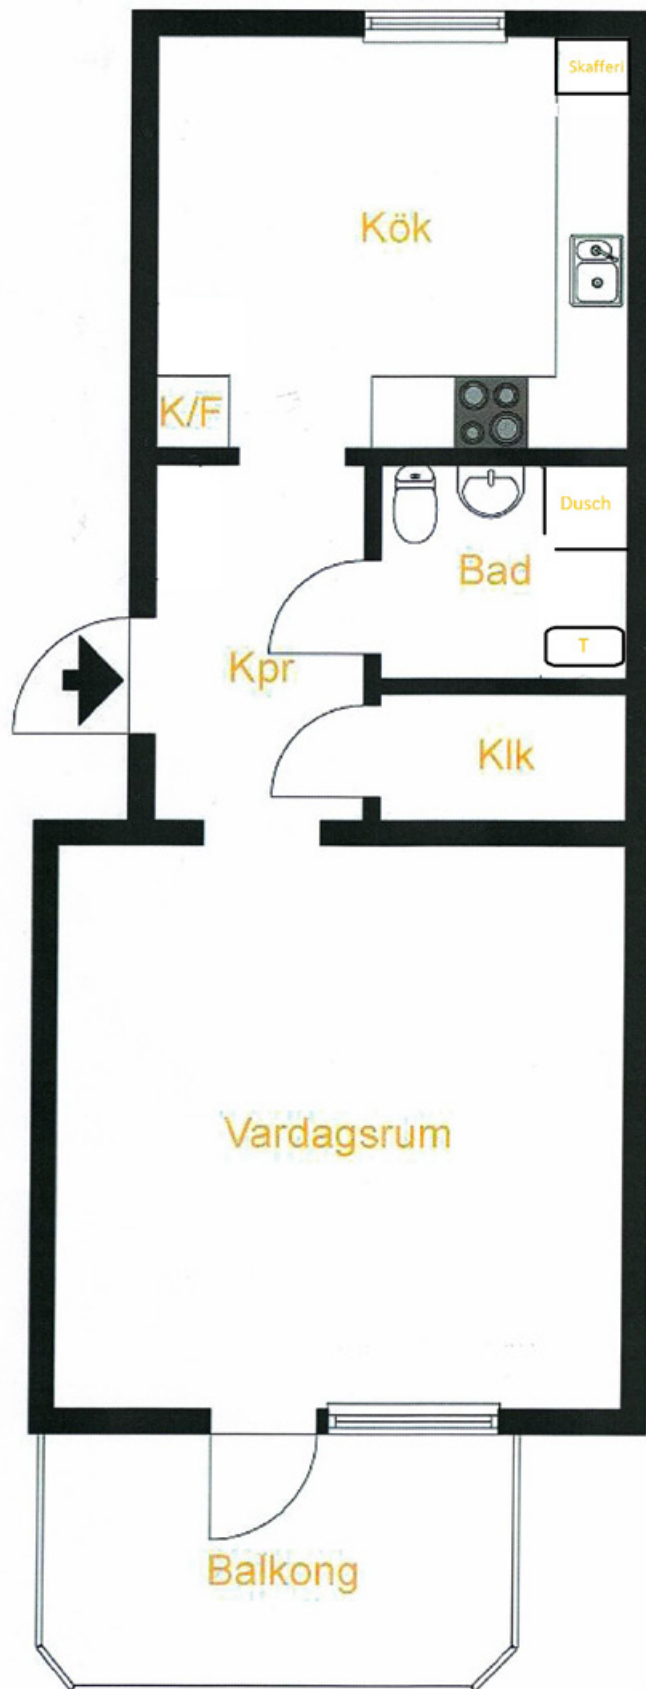 Skafferi
Kök
K/F
Dusch
Bad
T
Kpr
Klk
Vardagsrum
Balkong